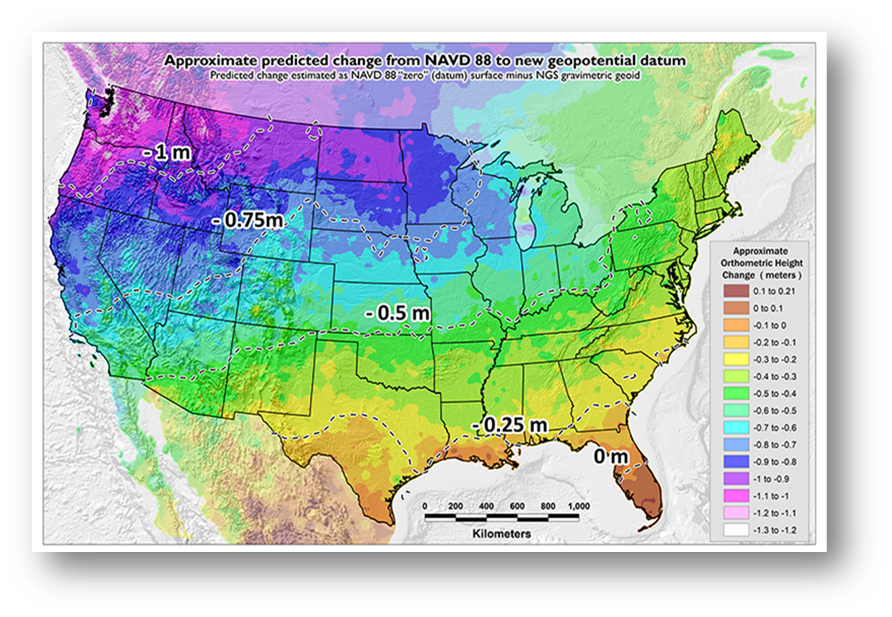 Approximate predicted change from NAVD 88 to new geopotential datum
Predicted change estimated as NAVD 88 "zero" (datum) surface minus NGS gravimetric geoid
- 1 m
- 0.75m
- 0.5 m
- 0.25 m
0 m
Approximate
Orthometric Height
Change ( meters )
0.1 to 0.21
0 to 0.1
-0.1 to 0
-0.2 to -0.1
-0.3 to -0.2
-0.4 to -0.3
-0.5 to -0.4
-0.6 to -0.5
-0.7 to -0.6
-0.8 to -0.7
-0.9 to -0.8
-1 to -0.9
-1.1 to -1
-1.2 to -1.1
-1.3 to -1.2
0 200 400 600 800 1,000
Kilometers